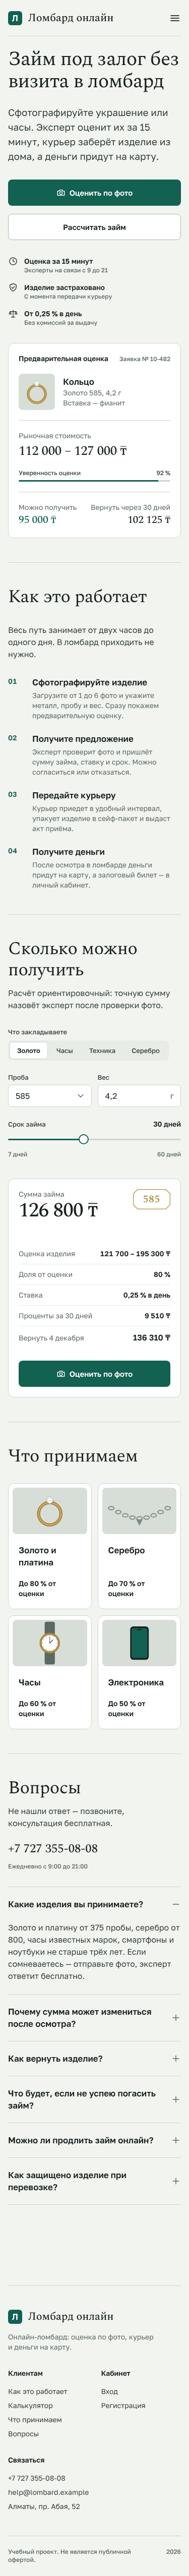 Л Ломбард онлайн
Займ под залог без
визита в ломбард
Сфотографируйте украшение или
часы. Эксперт оценит их за 15
минут, курьер заберёт изделие из
дома, а деньги придут на карту.
Оценить по фото
Рассчитать займ
Оценка за 15 минут
Эксперты на связи с 9 до 21
Изделие застраховано
С момента передачи курьеру
От 0,25 % в день
Без комиссий за выдачу
Предварительная оценка Заявка № 10-482
Кольцо
Золото 585, 4,2 г
Вставка — фианит
Рыночная стоимость
112 000 – 127 000 ₸
Уверенность оценки 92 %
Можно получить Вернуть через 30 дней
95 000 ₸ 102 125 ₸
Как это работает
Весь путь занимает от двух часов до
одного дня. В ломбард приходить не
нужно.
01 Сфотографируйте изделие
Загрузите от 1 до 6 фото и укажите
металл, пробу и вес. Сразу покажем
предварительную оценку.
02 Получите предложение
Эксперт проверит фото и пришлёт
сумму займа, ставку и срок. Можно
согласиться или отказаться.
03 Передайте курьеру
Курьер приедет в удобный интервал,
упакует изделие в сейф-пакет и выдаст
акт приёма.
04 Получите деньги
После осмотра в ломбарде деньги
придут на карту, а залоговый билет — в
личный кабинет.
Сколько можно
получить
Расчёт ориентировочный: точную сумму
назовёт эксперт после проверки фото.
Что закладываете
Золото Часы Техника Серебро
Проба Вес
585 4,2 г
Срок займа 30 дней
7 дней 60 дней
Сумма займа 585
126 800 ₸
Оценка изделия 121 700 – 195 300 ₸
Доля от оценки 80 %
Ставка 0,25 % в день
Проценты за 30 дней 9 510 ₸
Вернуть 4 декабря 136 310 ₸
Оценить по фото
Что принимаем
Золото и
платина
До 80 % от
оценки
Серебро
До 70 % от
оценки
Часы
До 60 % от
оценки
Электроника
До 50 % от
оценки
Вопросы
Не нашли ответ — позвоните,
консультация бесплатная.
+7 727 355-08-08
Ежедневно с 9:00 до 21:00
Какие изделия вы принимаете?
Золото и платину от 375 пробы, серебро от
800, часы известных марок, смартфоны и
ноутбуки не старше трёх лет. Если
сомневаетесь — отправьте фото, эксперт
ответит бесплатно.
Почему сумма может измениться
после осмотра?
Как вернуть изделие?
Что будет, если не успею погасить
займ?
Можно ли продлить займ онлайн?
Как защищено изделие при
перевозке?
Л Ломбард онлайн
Онлайн-ломбард: оценка по фото, курьер
и деньги на карту.
Клиентам Кабинет
Как это работает Вход
Калькулятор Регистрация
Что принимаем
Вопросы
Связаться
+7 727 355-08-08
help@lombard.example
Алматы, пр. Абая, 52
Учебный проект. Не является публичной
офертой.
2026